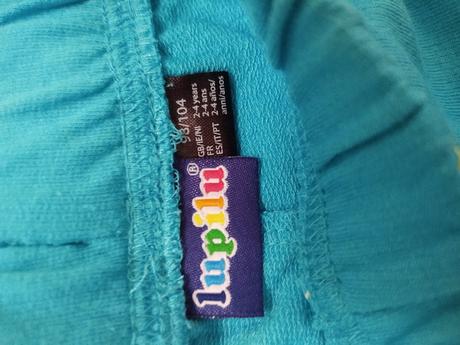 98/104
GB/IE/NI 2-4 years
FR 2-4 ans
ES/IT/PT 2-4 años/
anni/anos
lupilu®